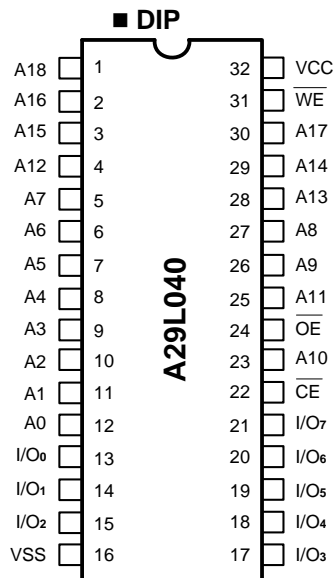 ■ DIP
A18 1 32 VCC
A16 2 31 W̅E̅
A15 3 30 A17
A12 4 29 A14
A7 5 28 A13
A6 6 27 A8
A5 7 26 A9
A4 8 25 A11
A3 9 24 O̅E̅
A2 10 23 A10
A1 11 22 C̅E̅
A0 12 21 I/O₇
I/O₀ 13 20 I/O₆
I/O₁ 14 19 I/O₅
I/O₂ 15 18 I/O₄
VSS 16 17 I/O₃
A29L040